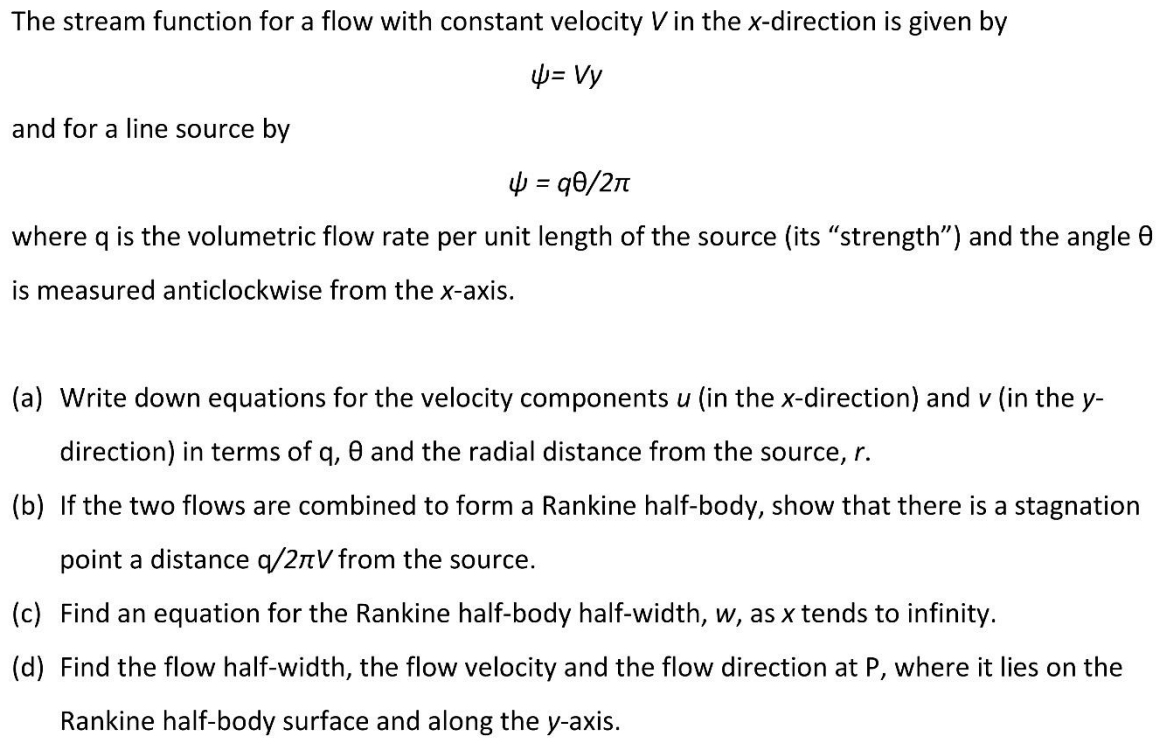 The stream function for a flow with constant velocity V in the x-direction is given by
ψ= Vy
and for a line source by
ψ = qθ/2π
where q is the volumetric flow rate per unit length of the source (its “strength”) and the angle θ
is measured anticlockwise from the x-axis.
(a) Write down equations for the velocity components u (in the x-direction) and v (in the y-
direction) in terms of q, θ and the radial distance from the source, r.
(b) If the two flows are combined to form a Rankine half-body, show that there is a stagnation
point a distance q/2πV from the source.
(c) Find an equation for the Rankine half-body half-width, w, as x tends to infinity.
(d) Find the flow half-width, the flow velocity and the flow direction at P, where it lies on the
Rankine half-body surface and along the y-axis.